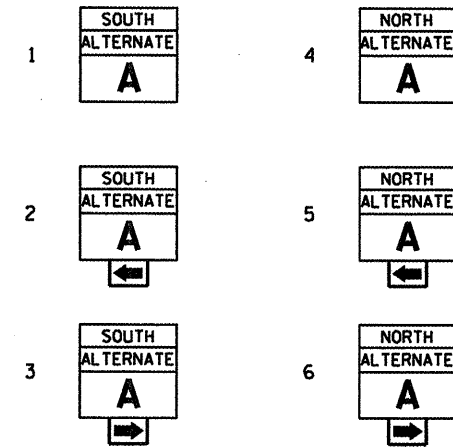 1
SOUTH
ALTERNATE
A
4
NORTH
ALTERNATE
A
2
SOUTH
ALTERNATE
A
5
NORTH
ALTERNATE
A
3
SOUTH
ALTERNATE
A
6
NORTH
ALTERNATE
A